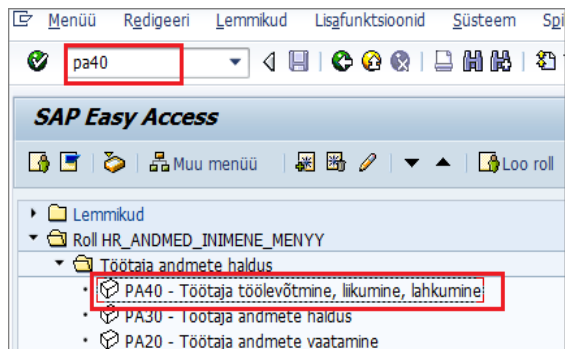 Menüü Redigeeri Lemmikud Lisafunktsioonid Süsteem
pa40
SAP Easy Access
Muu menüü Loo roll
Lemmikud
Roll HR_ANDMED_INIMENE_MENYY
Töötaja andmete haldus
PA40 - Töötaja töölevõtmine, liikumine, lahkumine
PA30 - Töötaja andmete haldus
PA20 - Töötaja andmete vaatamine